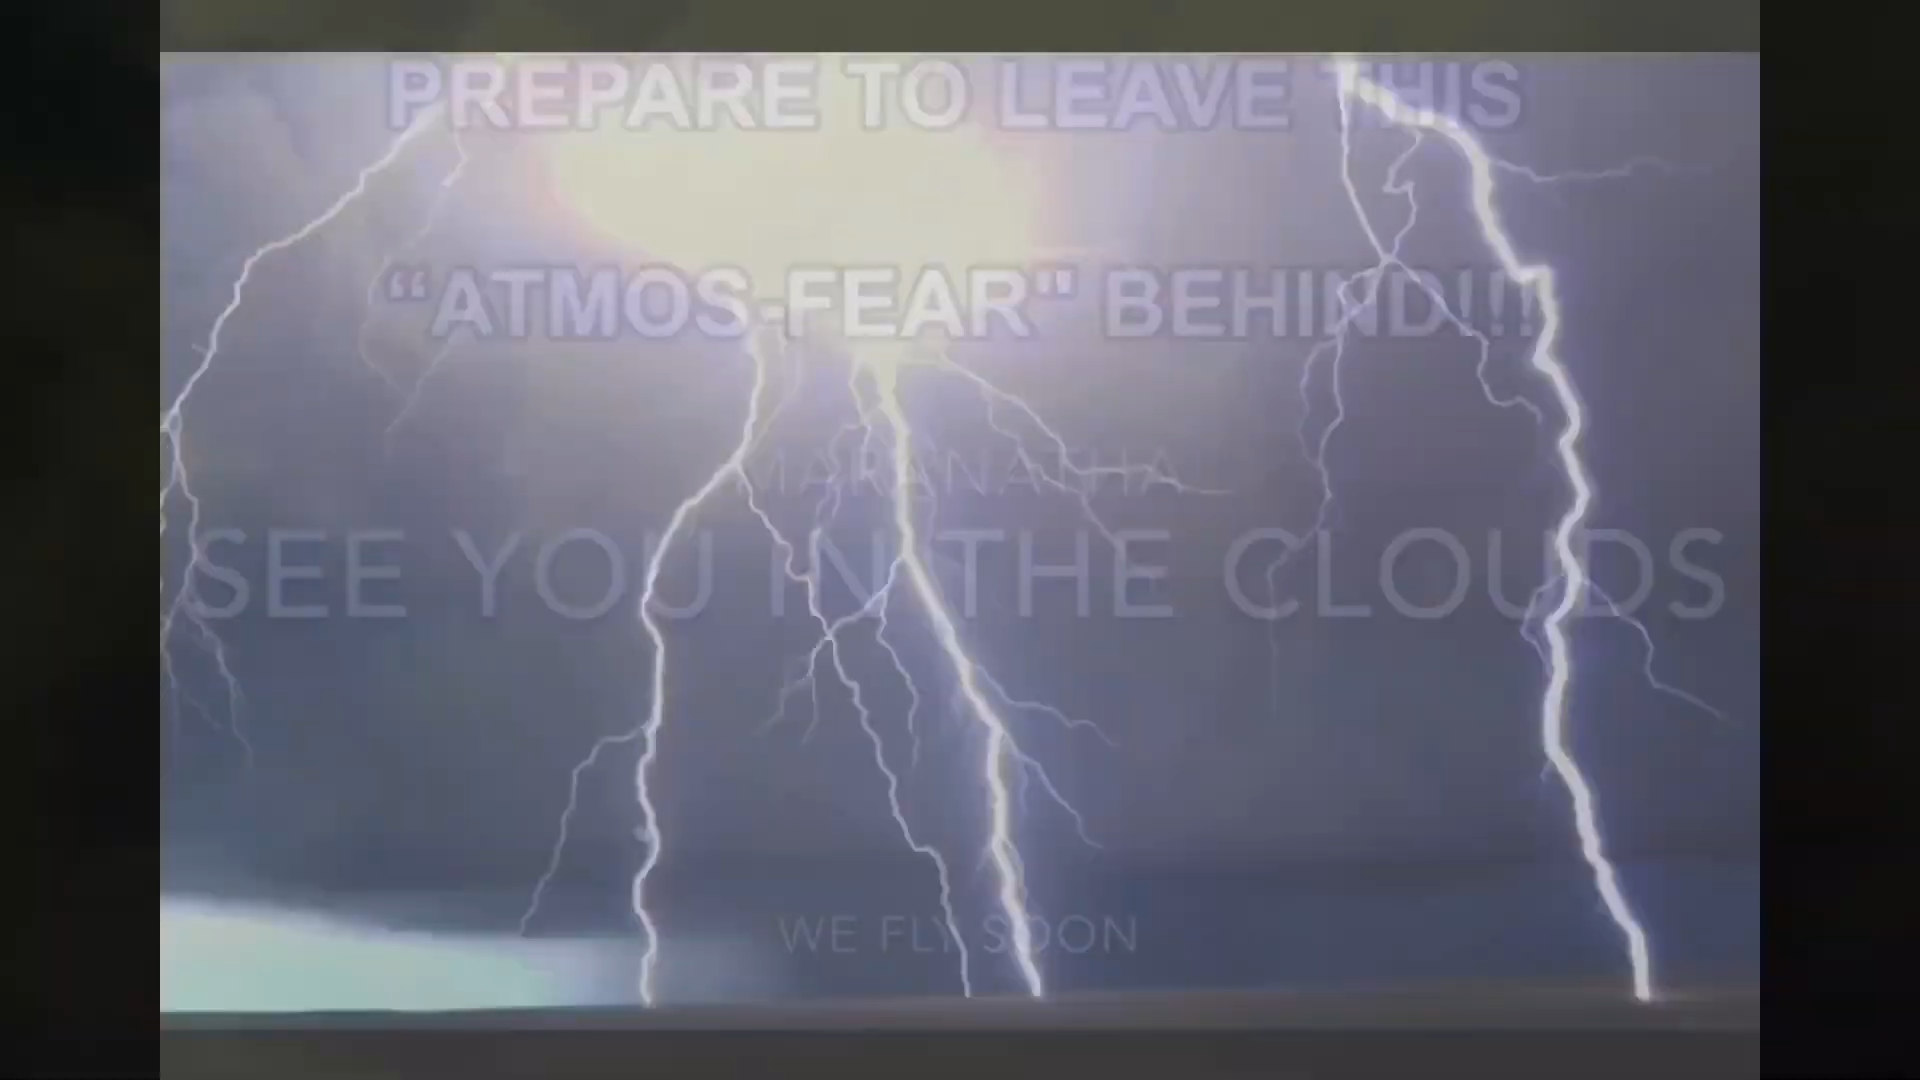 PREPARE TO LEAVE THIS
“ATMOS-FEAR" BEHIND!!!
MARANATHA
SEE YOU IN THE CLOUDS
WE FLY SOON